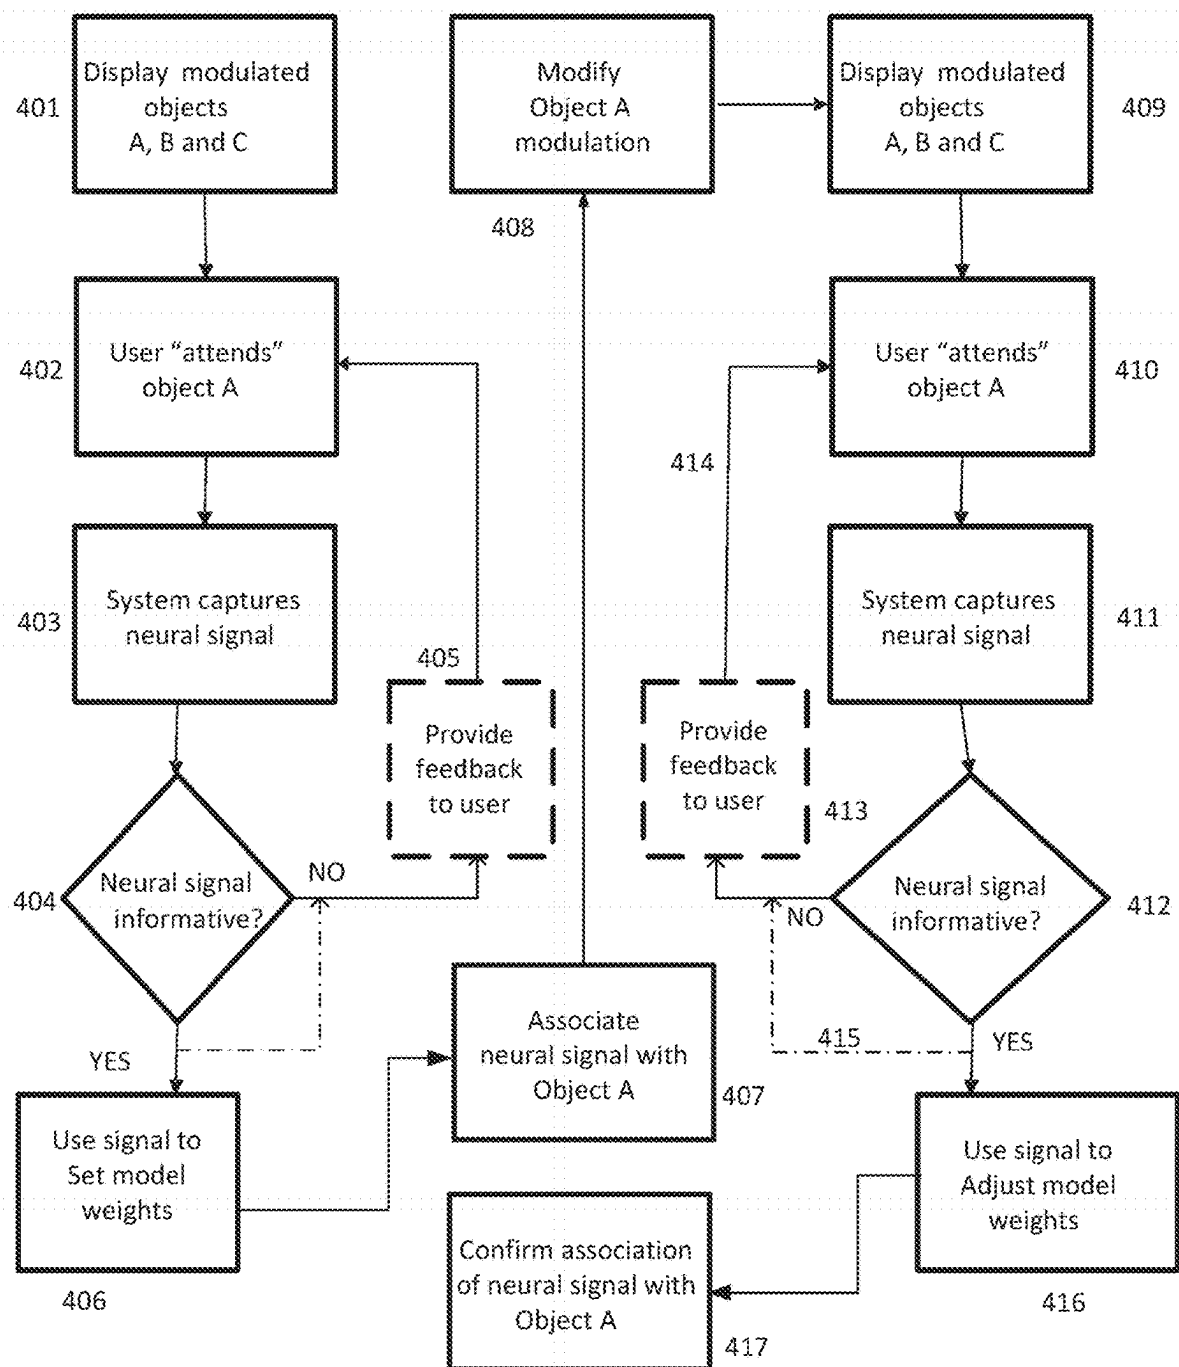 401
Display modulated
objects
A, B and C
Modify
Object A
modulation
408
Display modulated
objects
A, B and C
409
402
User “attends”
object A
User “attends”
object A
410
414
403
System captures
neural signal
405
System captures
neural signal
411
Provide
feedback
to user
Provide
feedback
to user
413
404
Neural signal
informative?
NO
YES
NO
Neural signal
informative?
412
415
YES
Associate
neural signal with
Object A
407
Use signal to
Set model
weights
406
Use signal to
Adjust model
weights
416
Confirm association
of neural signal with
Object A
417